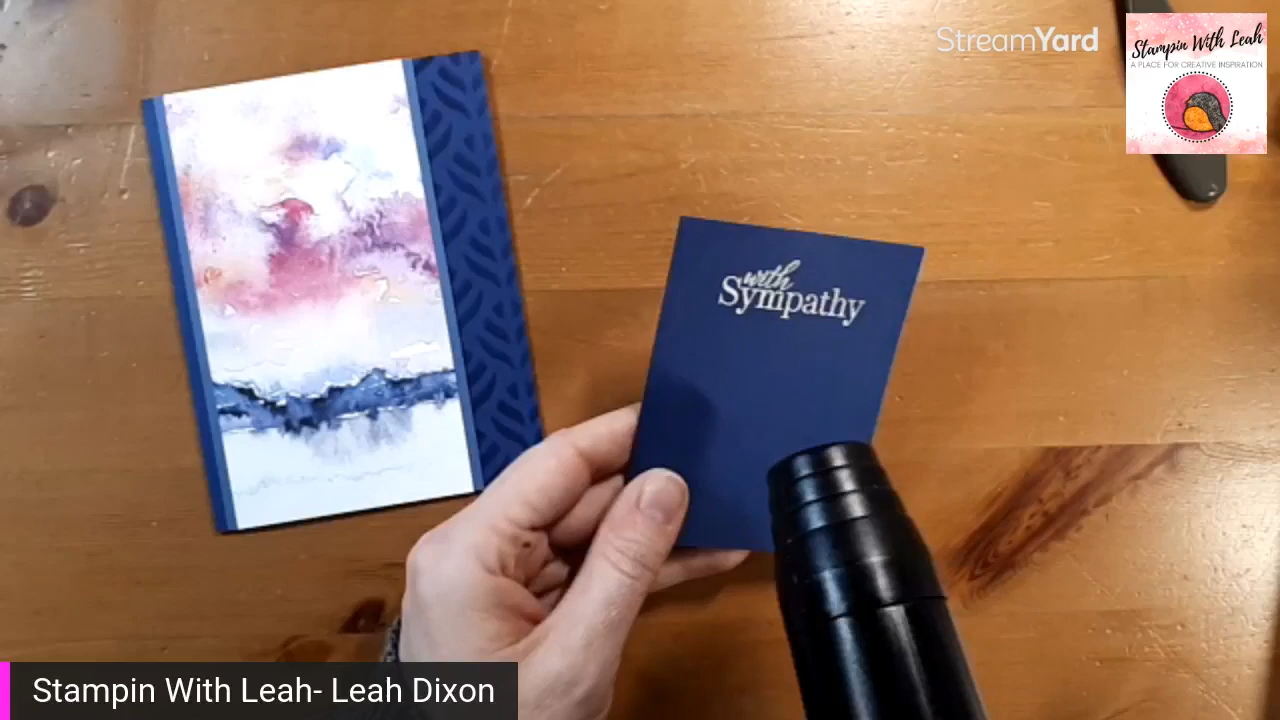 StreamYard
Stampin With Leah
A PLACE FOR CREATIVE INSPIRATION
with
Sympathy
Stampin With Leah- Leah Dixon